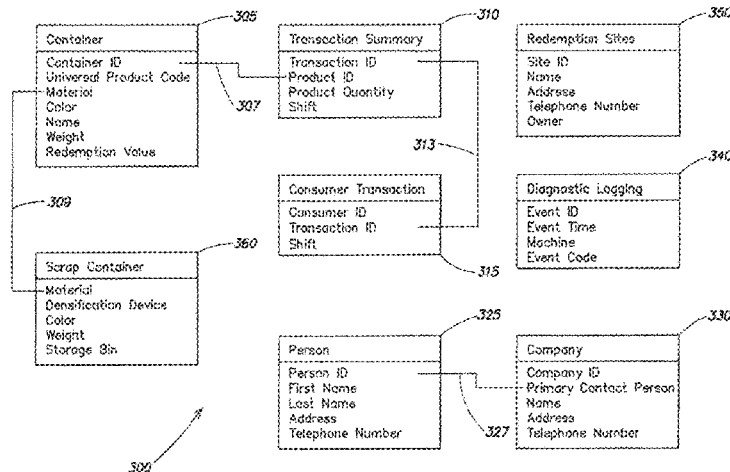 305
Container
Container ID
Universal Product Code
Material
Color
Name
Weight
Redemption Value
307
310
Transaction Summary
Transaction ID
Product ID
Product Quantity
Shift
313
350
Redemption Sites
Site ID
Name
Address
Telephone Number
Owner
309
Consumer Transaction
Consumer ID
Transaction ID
Shift
315
340
Diagnostic Logging
Event ID
Event Time
Machine
Event Code
360
Scrap Container
Material
Densification Device
Color
Weight
Storage Bin
325
Person
Person ID
First Name
Last Name
Address
Telephone Number
327
330
Company
Company ID
Primary Contact Person
Name
Address
Telephone Number
300